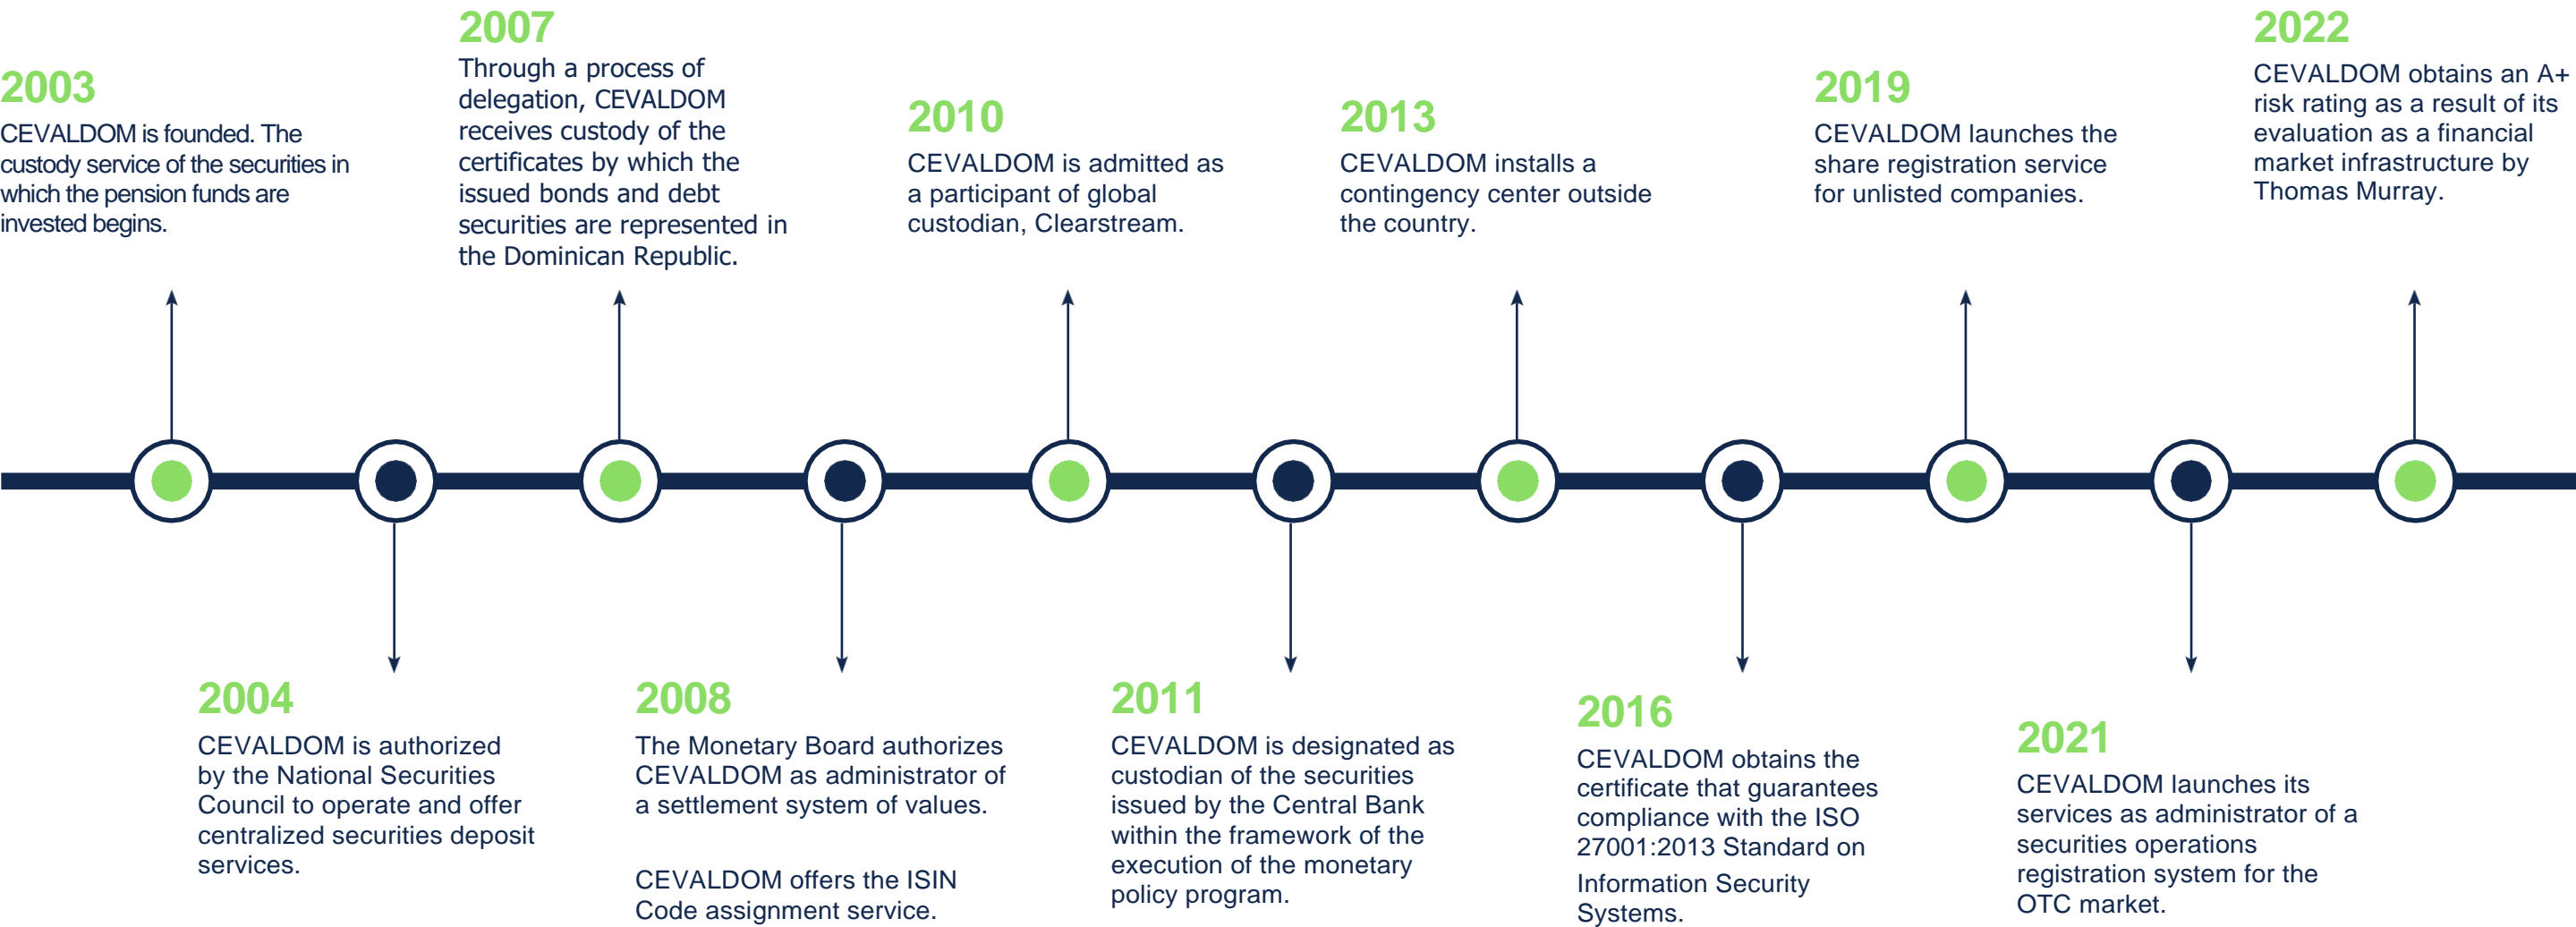 2003
CEVALDOM is founded. The
custody service of the securities in
which the pension funds are
invested begins.
2004
CEVALDOM is authorized
by the National Securities
Council to operate and offer
centralized securities deposit
services.
2007
Through a process of
delegation, CEVALDOM
receives custody of the
certificates by which the
issued bonds and debt
securities are represented in
the Dominican Republic.
2008
The Monetary Board authorizes
CEVALDOM as administrator of
a settlement system of values.
CEVALDOM offers the ISIN
Code assignment service.
2010
CEVALDOM is admitted as
a participant of global
custodian, Clearstream.
2011
CEVALDOM is designated as
custodian of the securities
issued by the Central Bank
within the framework of the
execution of the monetary
policy program.
2013
CEVALDOM installs a
contingency center outside
the country.
2016
CEVALDOM obtains the
certificate that guarantees
compliance with the ISO
27001:2013 Standard on
Information Security
Systems.
2019
CEVALDOM launches the
share registration service
for unlisted companies.
2021
CEVALDOM launches its
services as administrator of a
securities operations
registration system for the
OTC market.
2022
CEVALDOM obtains an A+
risk rating as a result of its
evaluation as a financial
market infrastructure by
Thomas Murray.